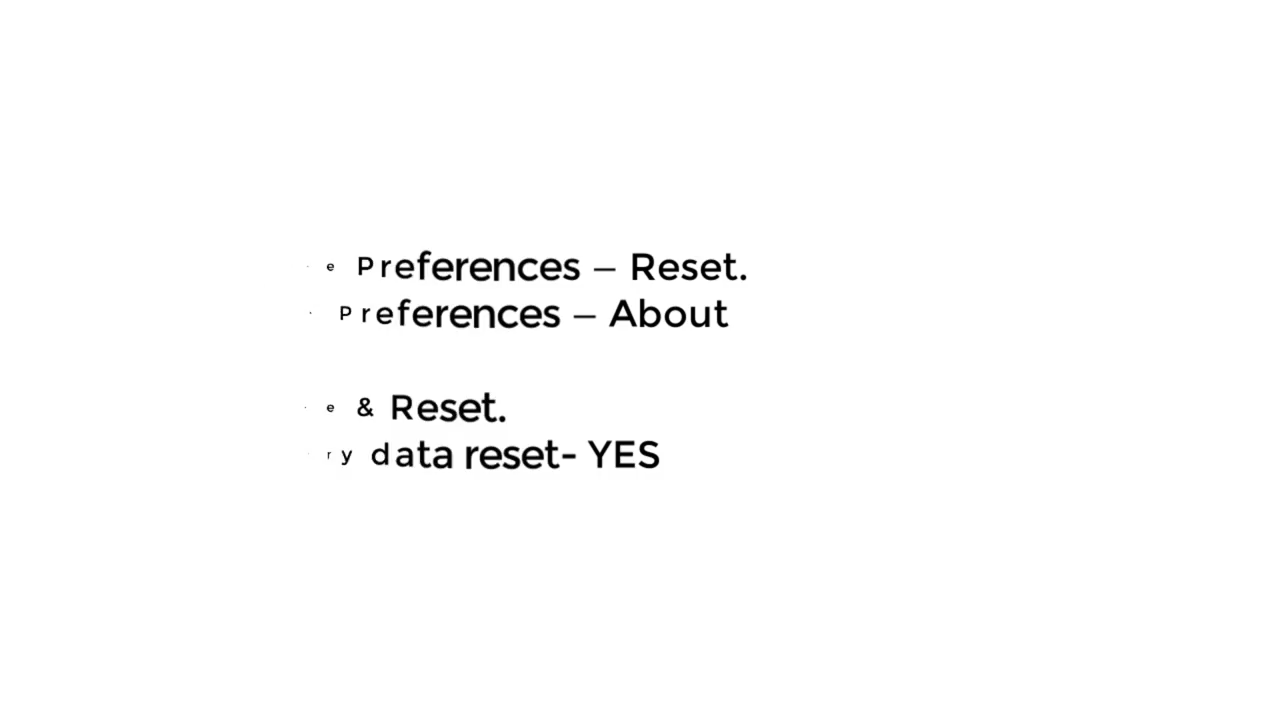 Preferences – Reset.
Preferences – About
& Reset.
data reset- YES